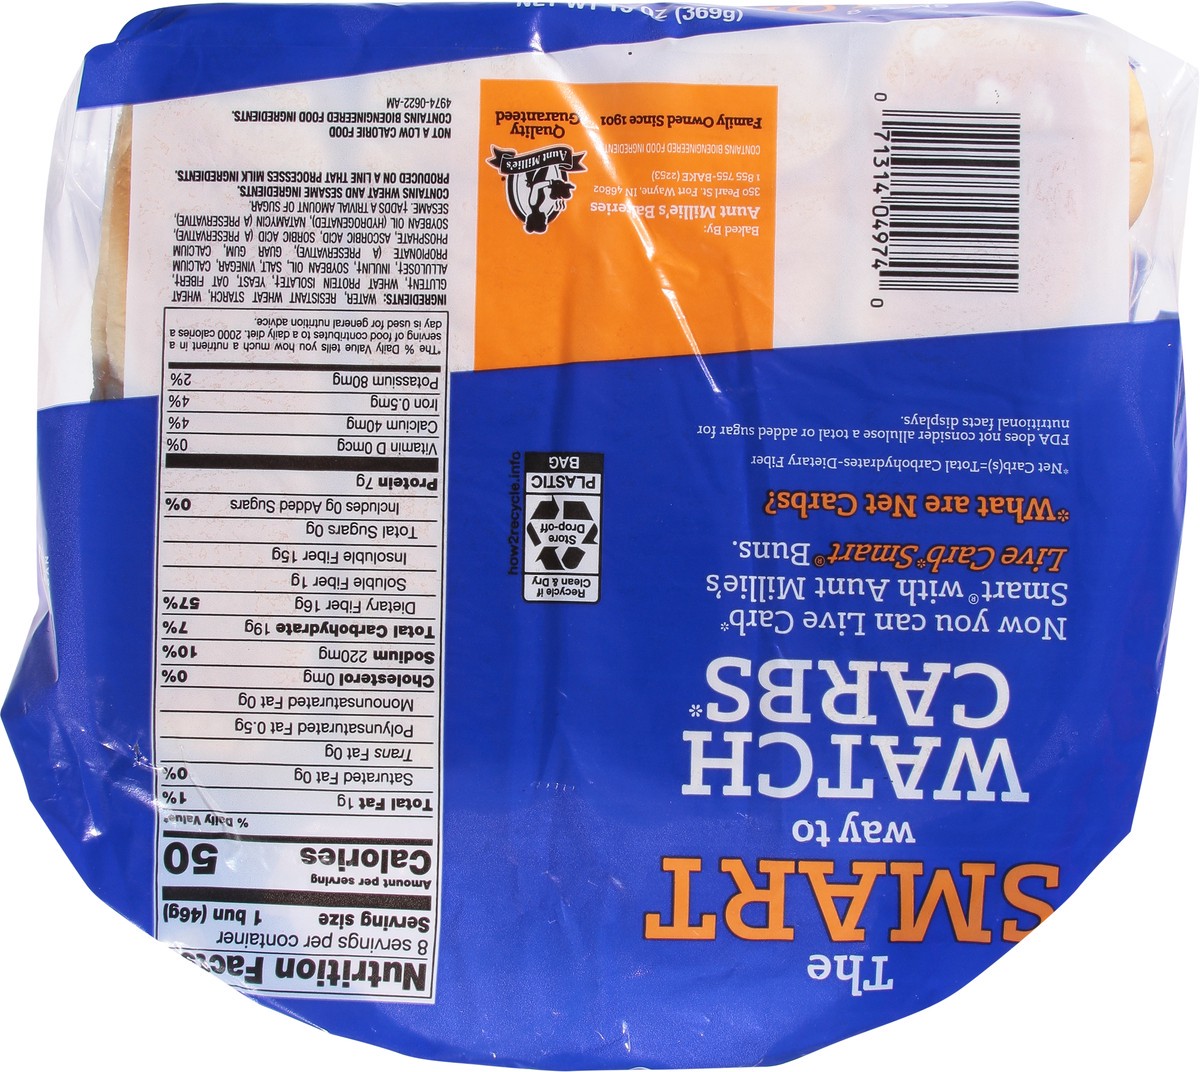 The
SMART
way to
WATCH
CARBS*
Now you can Live Carb*
Smart® with Aunt Millie's
Live Carb*Smart® Buns.
*What are Net Carbs?
*Net Carb(s)=Total Carbohydrates-Dietary Fiber
FDA does not consider allulose a total or added sugar for
nutritional facts displays.
Recycle if
Clean & Dry
Store
Drop-off
PLASTIC
BAG
how2recycle.info
Nutrition Facts
8 servings per container
Serving size 1 bun (46g)
Amount per serving
Calories 50
% Daily Value*
Total Fat 1g 1%
Saturated Fat 0g 0%
Trans Fat 0g
Polyunsaturated Fat 0.5g
Monounsaturated Fat 0g
Cholesterol 0mg 0%
Sodium 220mg 10%
Total Carbohydrate 19g 7%
Dietary Fiber 16g 57%
Soluble Fiber 1g
Insoluble Fiber 15g
Total Sugars 0g
Includes 0g Added Sugars 0%
Protein 7g
Vitamin D 0mcg 0%
Calcium 40mg 4%
Iron 0.5mg 4%
Potassium 80mg 2%
*The % Daily Value tells you how much a nutrient in a
serving of food contributes to a daily diet. 2000 calories a
day is used for general nutrition advice.
INGREDIENTS: WATER, RESISTANT WHEAT STARCH, WHEAT
GLUTEN†, WHEAT PROTEIN ISOLATE†, YEAST, OAT FIBER†,
ALLULOSE†, INULIN†, SOYBEAN OIL, SALT, VINEGAR, CALCIUM
PROPIONATE (A PRESERVATIVE), GUAR GUM, CALCIUM
PHOSPHATE, ASCORBIC ACID, SORBIC ACID (A PRESERVATIVE),
SOYBEAN OIL (HYDROGENATED), NATAMYCIN (A PRESERVATIVE),
SESAME. †ADDS A TRIVIAL AMOUNT OF SUGAR.
CONTAINS WHEAT AND SESAME INGREDIENTS.
PRODUCED ON A LINE THAT PROCESSES MILK INGREDIENTS.
NOT A LOW CALORIE FOOD
CONTAINS BIOENGINEERED FOOD INGREDIENTS.
4974-0622-AM
Baked By:
Aunt Millie's Bakeries
350 Pearl St. Fort Wayne, IN 46802
1 855 755-BAKE (2253)
CONTAINS BIOENGINEERED FOOD INGREDIENTS
Family Owned Since 1901
Aunt Millie's
Quality
Guaranteed
0 71314 04974 0
NET WT 13 OZ (369g)